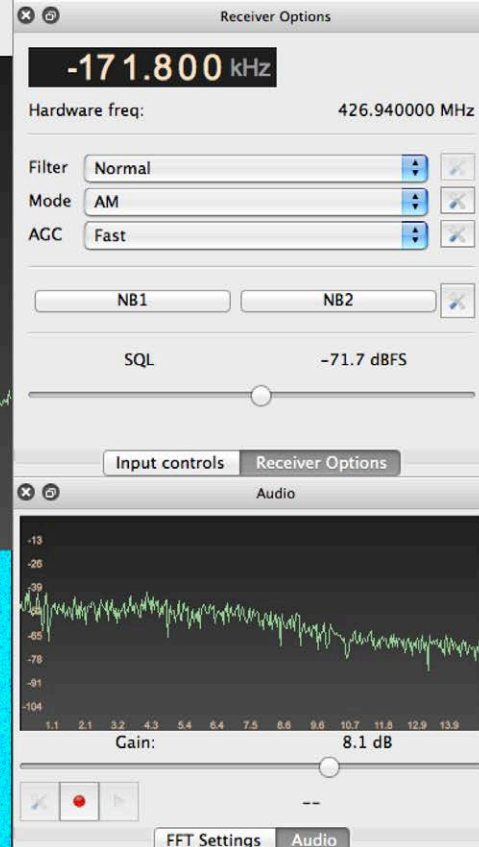 Receiver Options
-171.800 kHz
Hardware freq: 426.940000 MHz
Filter Normal
Mode AM
AGC Fast
NB1 NB2
SQL -71.7 dBFS
Input controls Receiver Options
Audio
-13
-26
-39
-65
-78
-91
-104
1.1 2.1 3.2 4.3 5.4 6.4 7.5 8.6 9.6 10.7 11.8 12.9 13.9
Gain: 8.1 dB
--
FFT Settings Audio